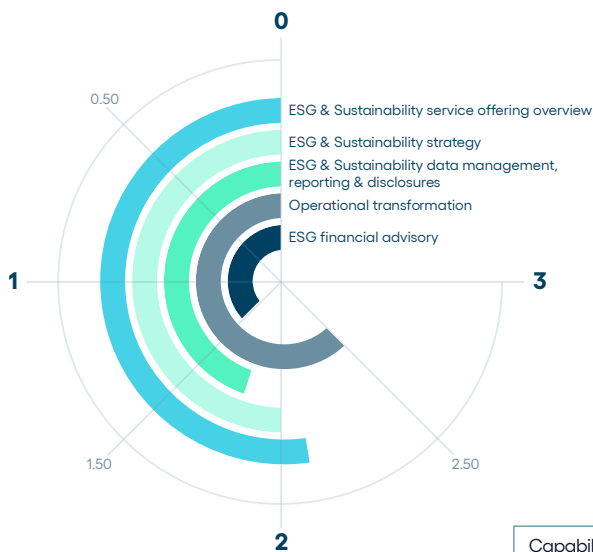 0
0.50
ESG & Sustainability service offering overview
ESG & Sustainability strategy
ESG & Sustainability data management,
reporting & disclosures
Operational transformation
ESG financial advisory
1
3
1.50
2.50
2